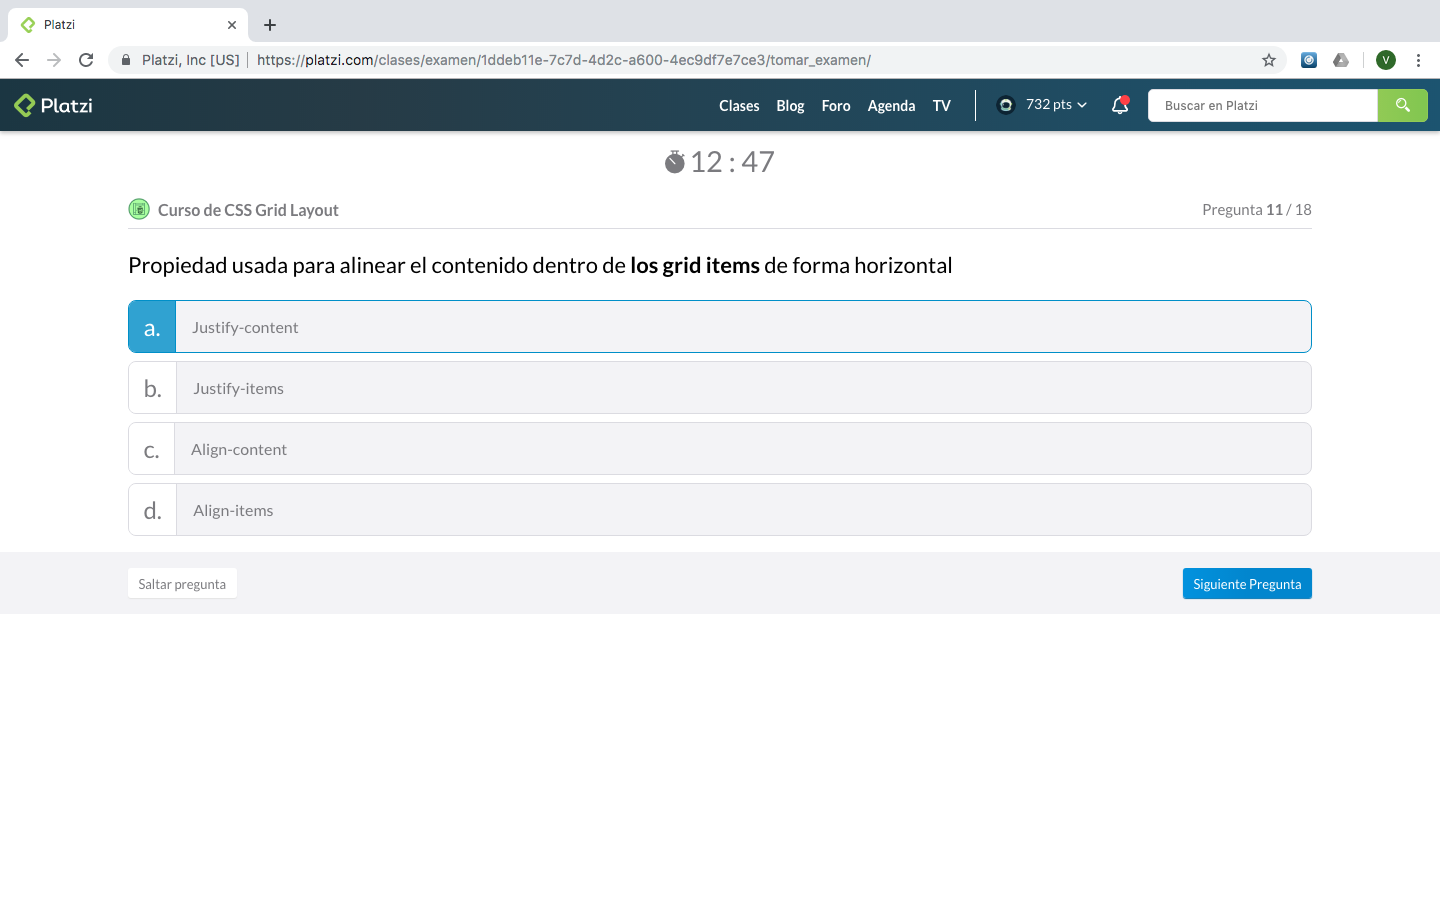 Platzi
Platzi, Inc [US]
https://platzi.com/clases/examen/1ddeb11e-7c7d-4d2c-a600-4ec9df7e7ce3/tomar_examen/
V
Platzi
Clases Blog Foro Agenda TV
732 pts
Buscar en Platzi
12 : 47
Curso de CSS Grid Layout
Pregunta 11 / 18
Propiedad usada para alinear el contenido dentro de los grid items de forma horizontal
a. Justify-content
b. Justify-items
c. Align-content
d. Align-items
Saltar pregunta
Siguiente Pregunta